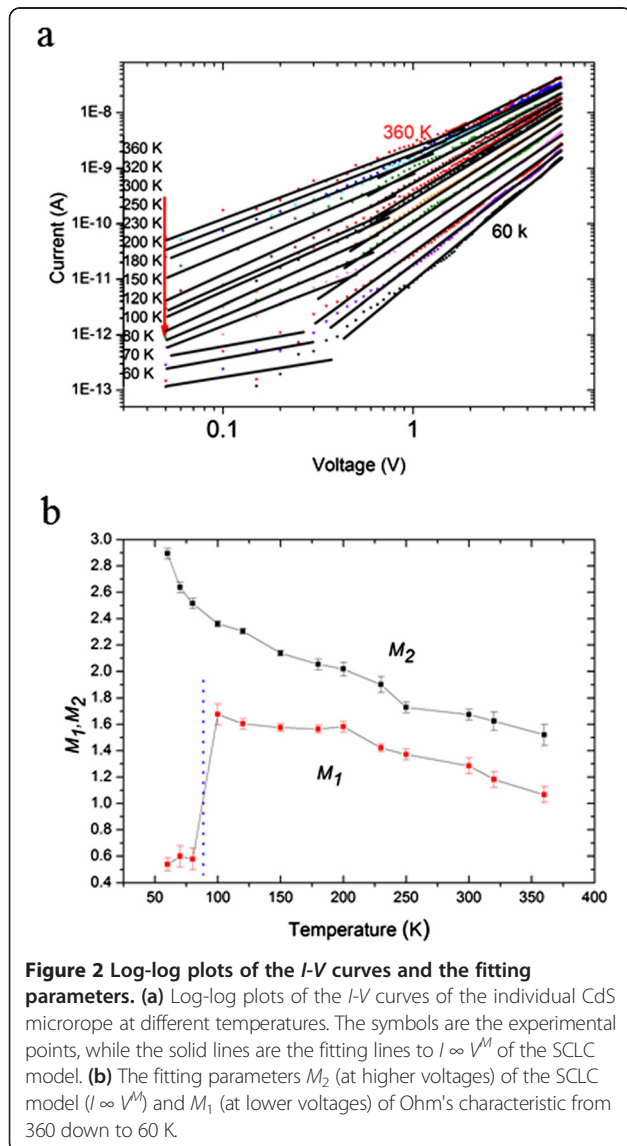 a
1E-8
1E-9
1E-10
1E-11
1E-12
1E-13
Current (A)
360 K
320 K
300 K
250 K
230 K
200 K
180 K
150 K
120 K
100 K
80 K
70 K
60 K
360 K
60 k
0.1
1
Voltage (V)
b
3.0
2.8
2.6
2.4
2.2
2.0
1.8
1.6
1.4
1.2
1.0
0.8
0.6
0.4
M1,M2
M2
M1
50
100
150
200
250
300
350
400
Temperature (K)
Figure 2 Log-log plots of the I-V curves and the fitting
parameters. (a) Log-log plots of the I-V curves of the individual CdS
microrope at different temperatures. The symbols are the experimental
points, while the solid lines are the fitting lines to I ∞ V^M of the SCLC
model. (b) The fitting parameters M2 (at higher voltages) of the SCLC
model (I ∞ V^M) and M1 (at lower voltages) of Ohm's characteristic from
360 down to 60 K.